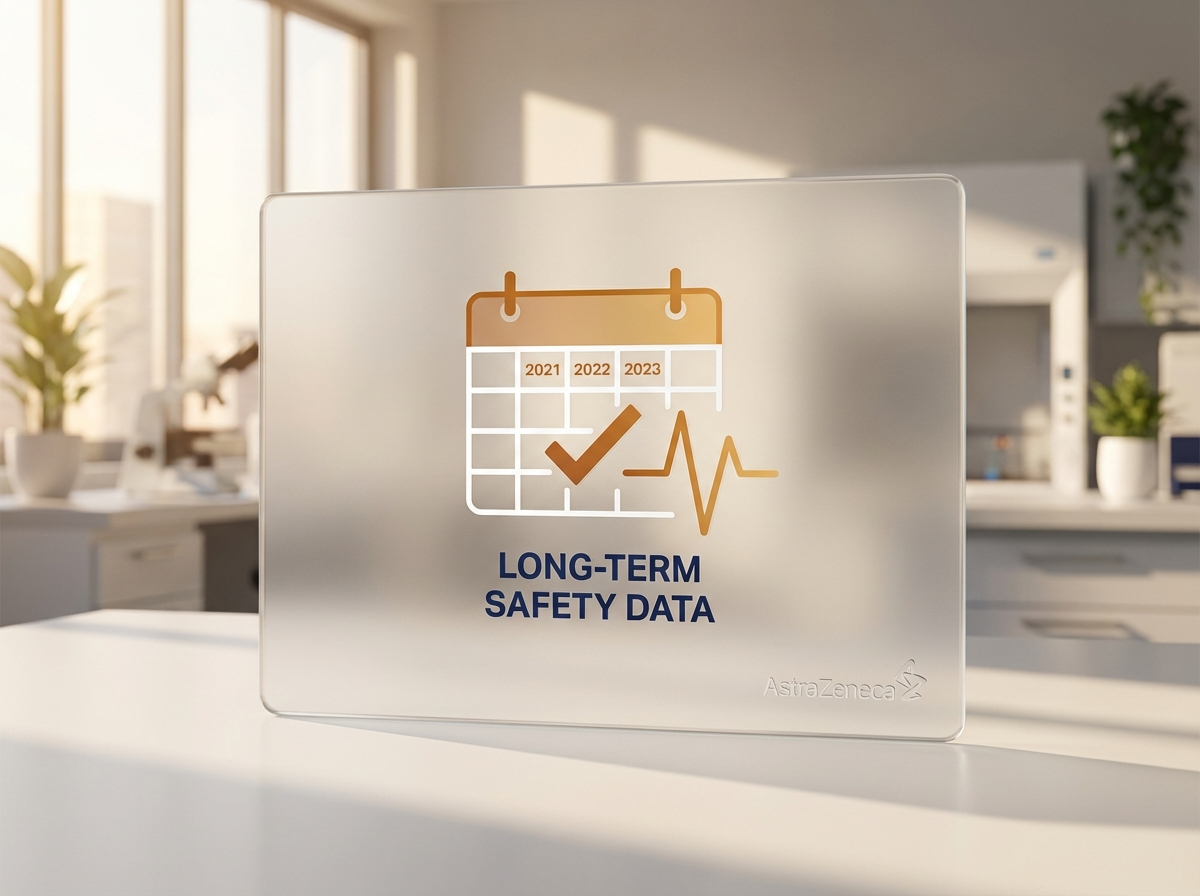 2021 2022 2023
LONG-TERM
SAFETY DATA
AstraZeneca